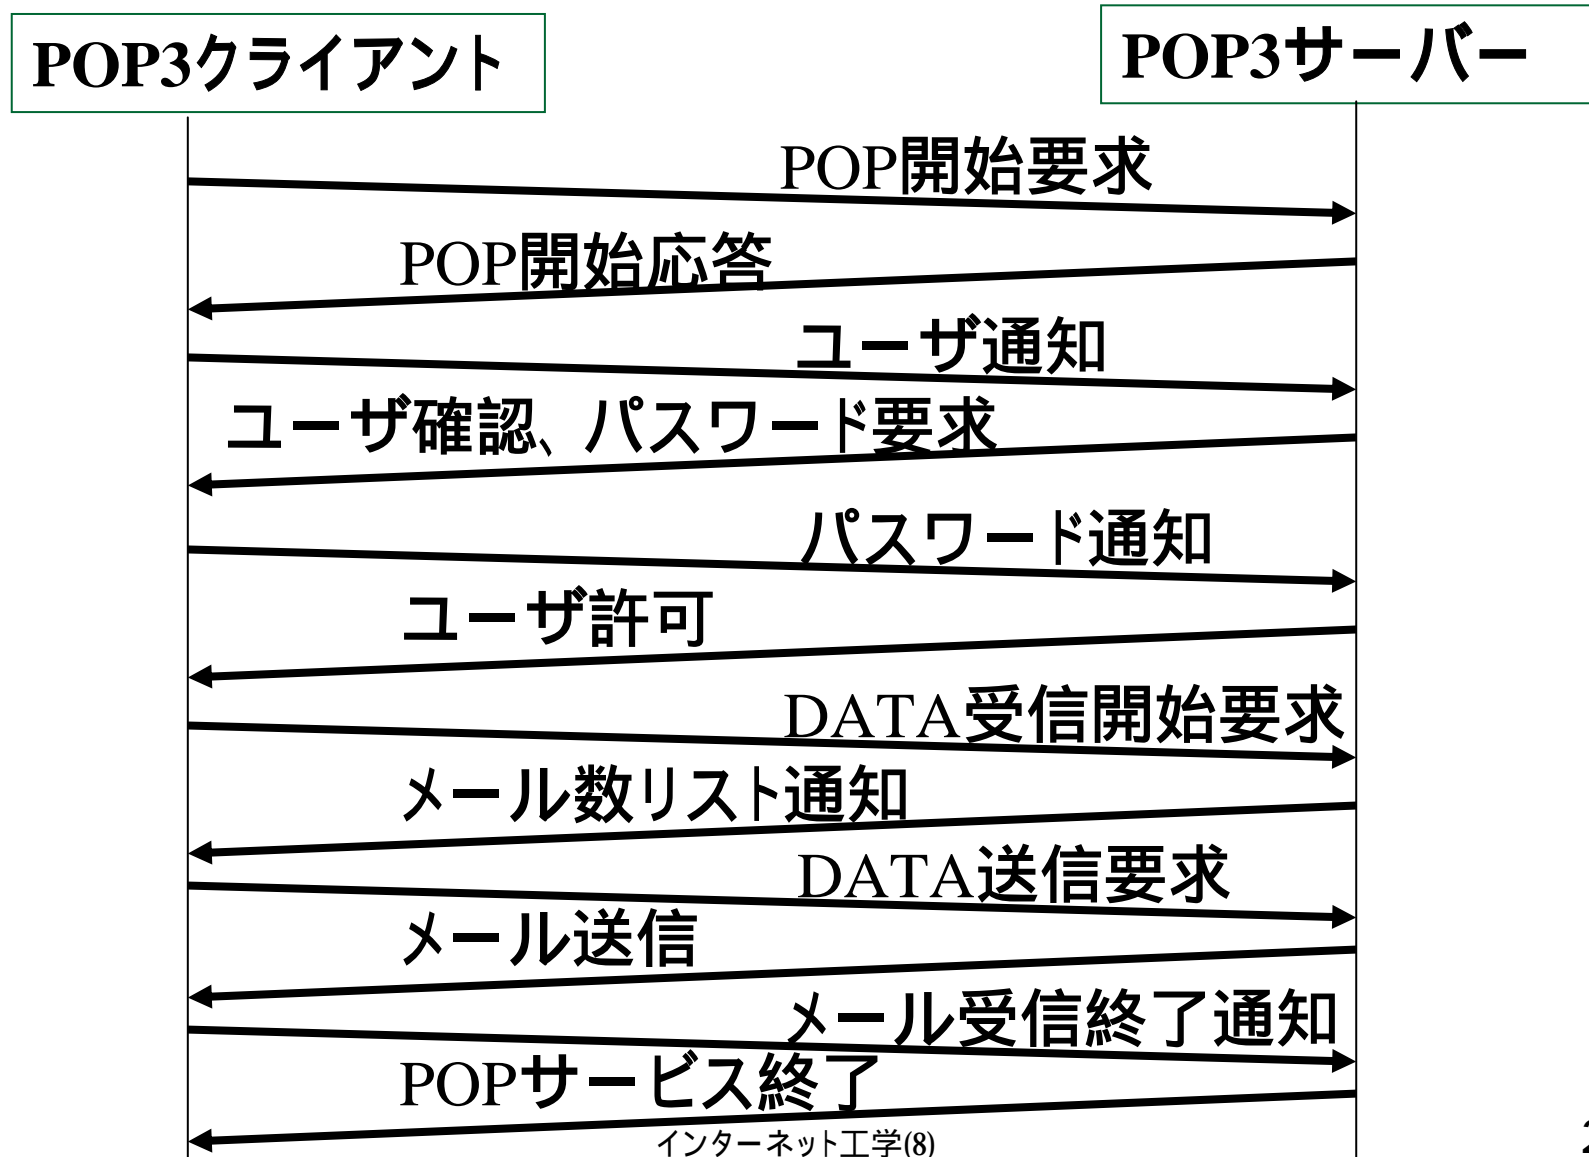 POP3クライアント
POP3サーバー
POP開始要求
POP開始応答
ユーザ通知
ユーザ確認、パスワード要求
パスワード通知
ユーザ許可
DATA受信開始要求
メール数リスト通知
DATA送信要求
メール送信
メール受信終了通知
POPサービス終了
インターネット工学(8)